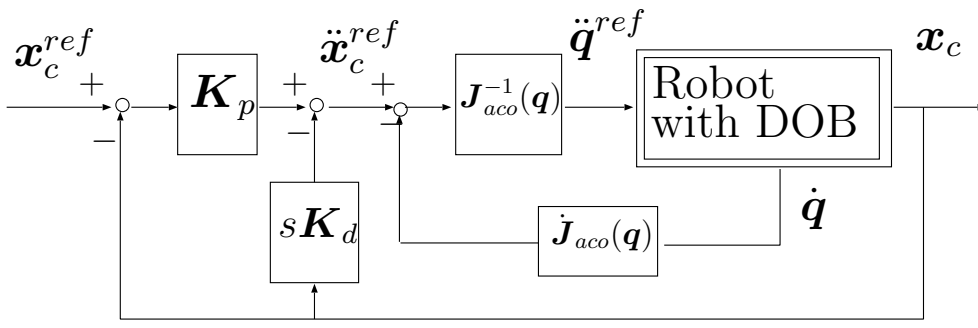 x_c^{ref}
+
−
K_p
+
−
ẍ_c^{ref}
+
−
J_{aco}^{-1}(q)
q̈^{ref}
Robot
with DOB
x_c
sK_d
J̇_{aco}(q)
q̇